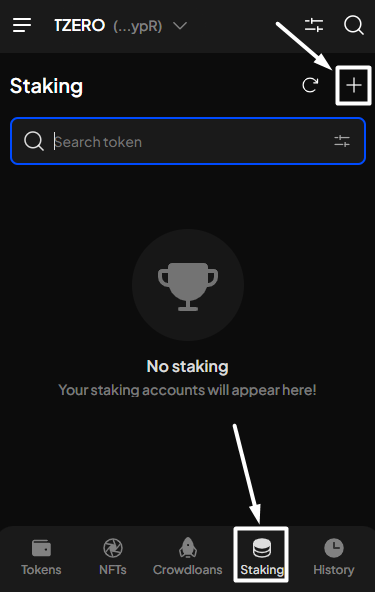 TZERO (...ypR)
Staking
Search token
No staking
Your staking accounts will appear here!
Tokens NFTs Crowdloans Staking History